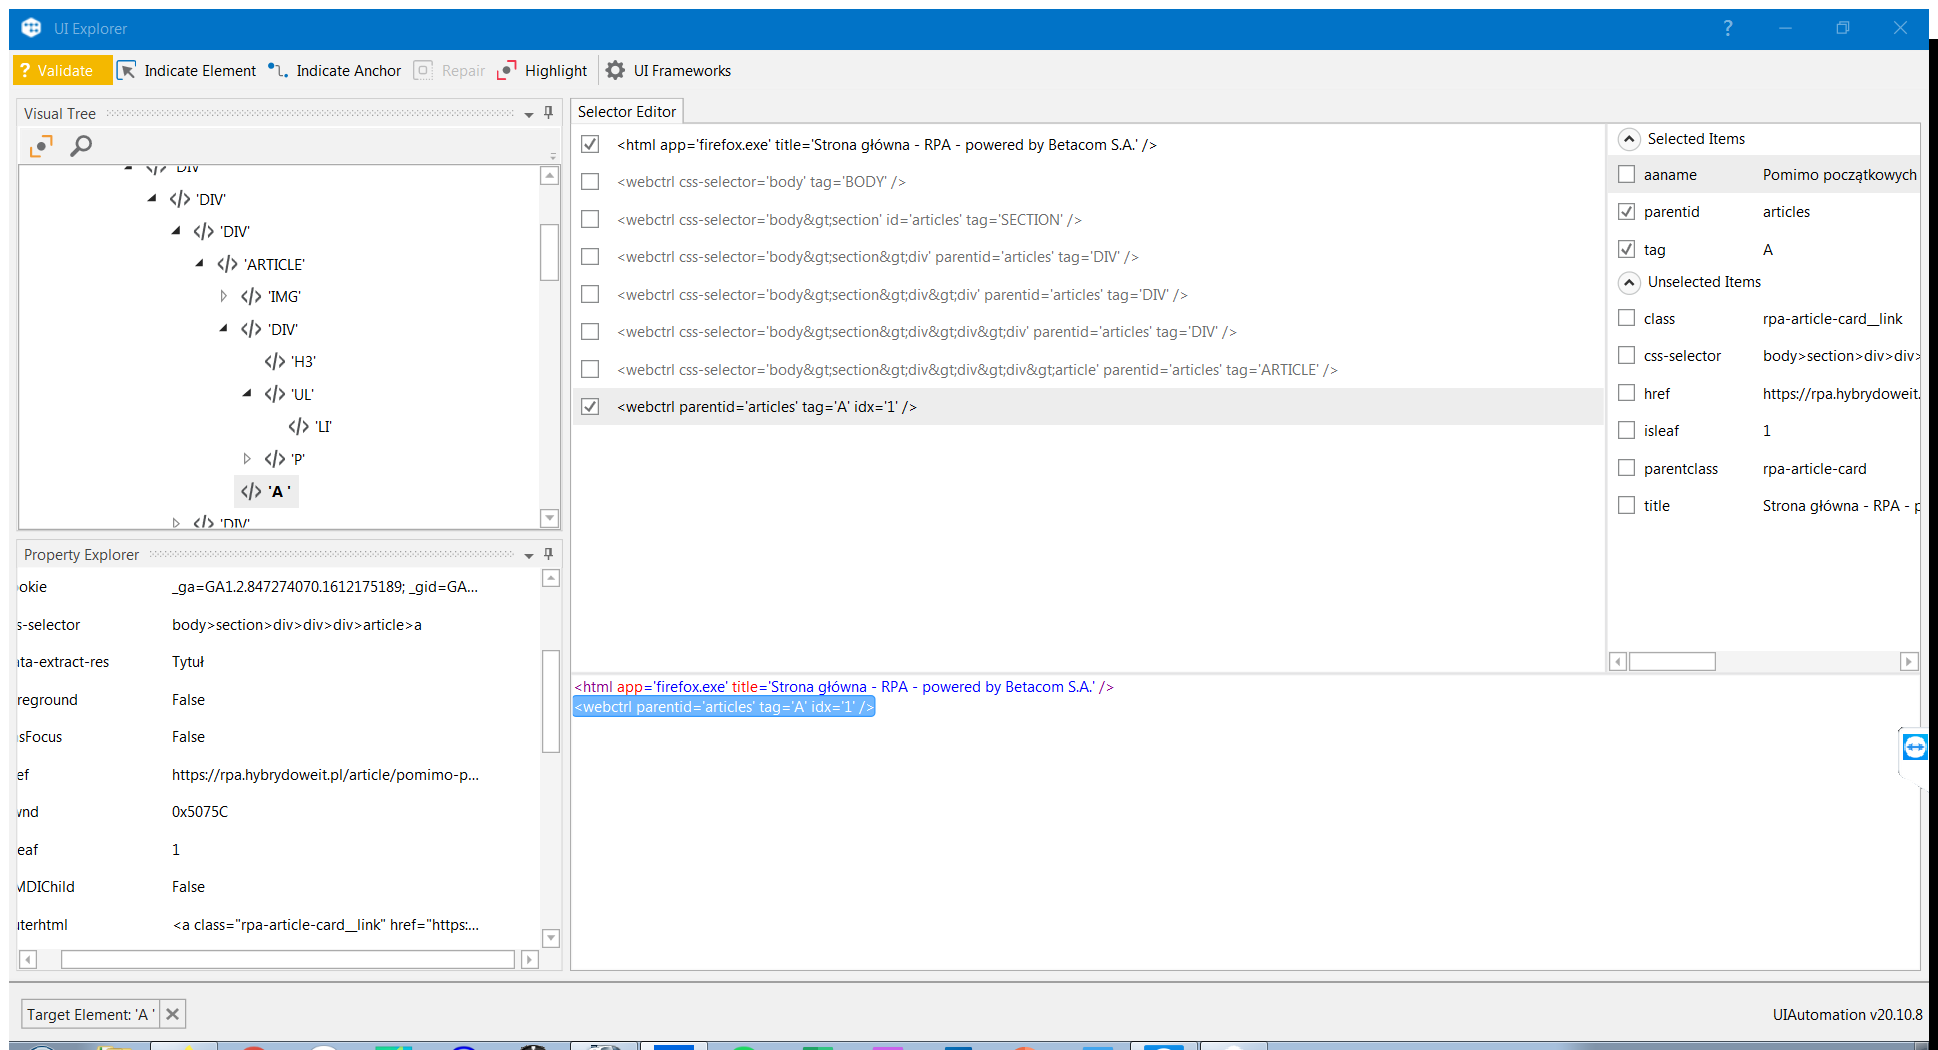 UI Explorer
?
? Validate
Indicate Element
Indicate Anchor
Repair
Highlight
UI Frameworks
Visual Tree
'DIV'
'DIV'
'DIV'
'ARTICLE'
'IMG'
'DIV'
'H3'
'UL'
'LI'
'P'
'A '
'DIV'
Property Explorer
okie _ga=GA1.2.847274070.1612175189; _gid=GA...
s-selector body>section>div>div>div>article>a
ata-extract-res Tytuł
reground False
sFocus False
ef https://rpa.hybrydoweit.pl/article/pomimo-p...
vnd 0x5075C
eaf 1
MDIChild False
uterhtml <a class="rpa-article-card__link" href="https:...
Selector Editor
<html app='firefox.exe' title='Strona główna - RPA - powered by Betacom S.A.' />
<webctrl css-selector='body' tag='BODY' />
<webctrl css-selector='body&gt;section' id='articles' tag='SECTION' />
<webctrl css-selector='body&gt;section&gt;div' parentid='articles' tag='DIV' />
<webctrl css-selector='body&gt;section&gt;div&gt;div' parentid='articles' tag='DIV' />
<webctrl css-selector='body&gt;section&gt;div&gt;div&gt;div' parentid='articles' tag='DIV' />
<webctrl css-selector='body&gt;section&gt;div&gt;div&gt;div&gt;article' parentid='articles' tag='ARTICLE' />
<webctrl parentid='articles' tag='A' idx='1' />
Selected Items
aaname Pomimo początkowych
parentid articles
tag A
Unselected Items
class rpa-article-card__link
css-selector body>section>div>div>
href https://rpa.hybrydoweit.
isleaf 1
parentclass rpa-article-card
title Strona główna - RPA - p
<html app='firefox.exe' title='Strona główna - RPA - powered by Betacom S.A.' />
<webctrl parentid='articles' tag='A' idx='1' />
Target Element: 'A '
UIAutomation v20.10.8